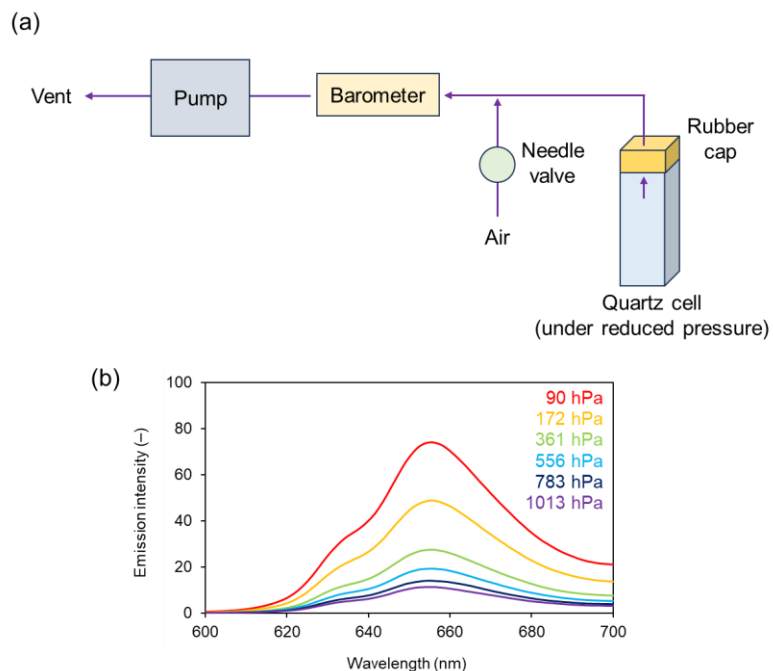 (a)
Vent
Pump
Barometer
Needle
valve
Air
Rubber
cap
Quartz cell
(under reduced pressure)
(b)
Emission intensity (–)
100
80
60
40
20
0
90 hPa
172 hPa
361 hPa
556 hPa
783 hPa
1013 hPa
600
620
640
660
680
700
Wavelength (nm)